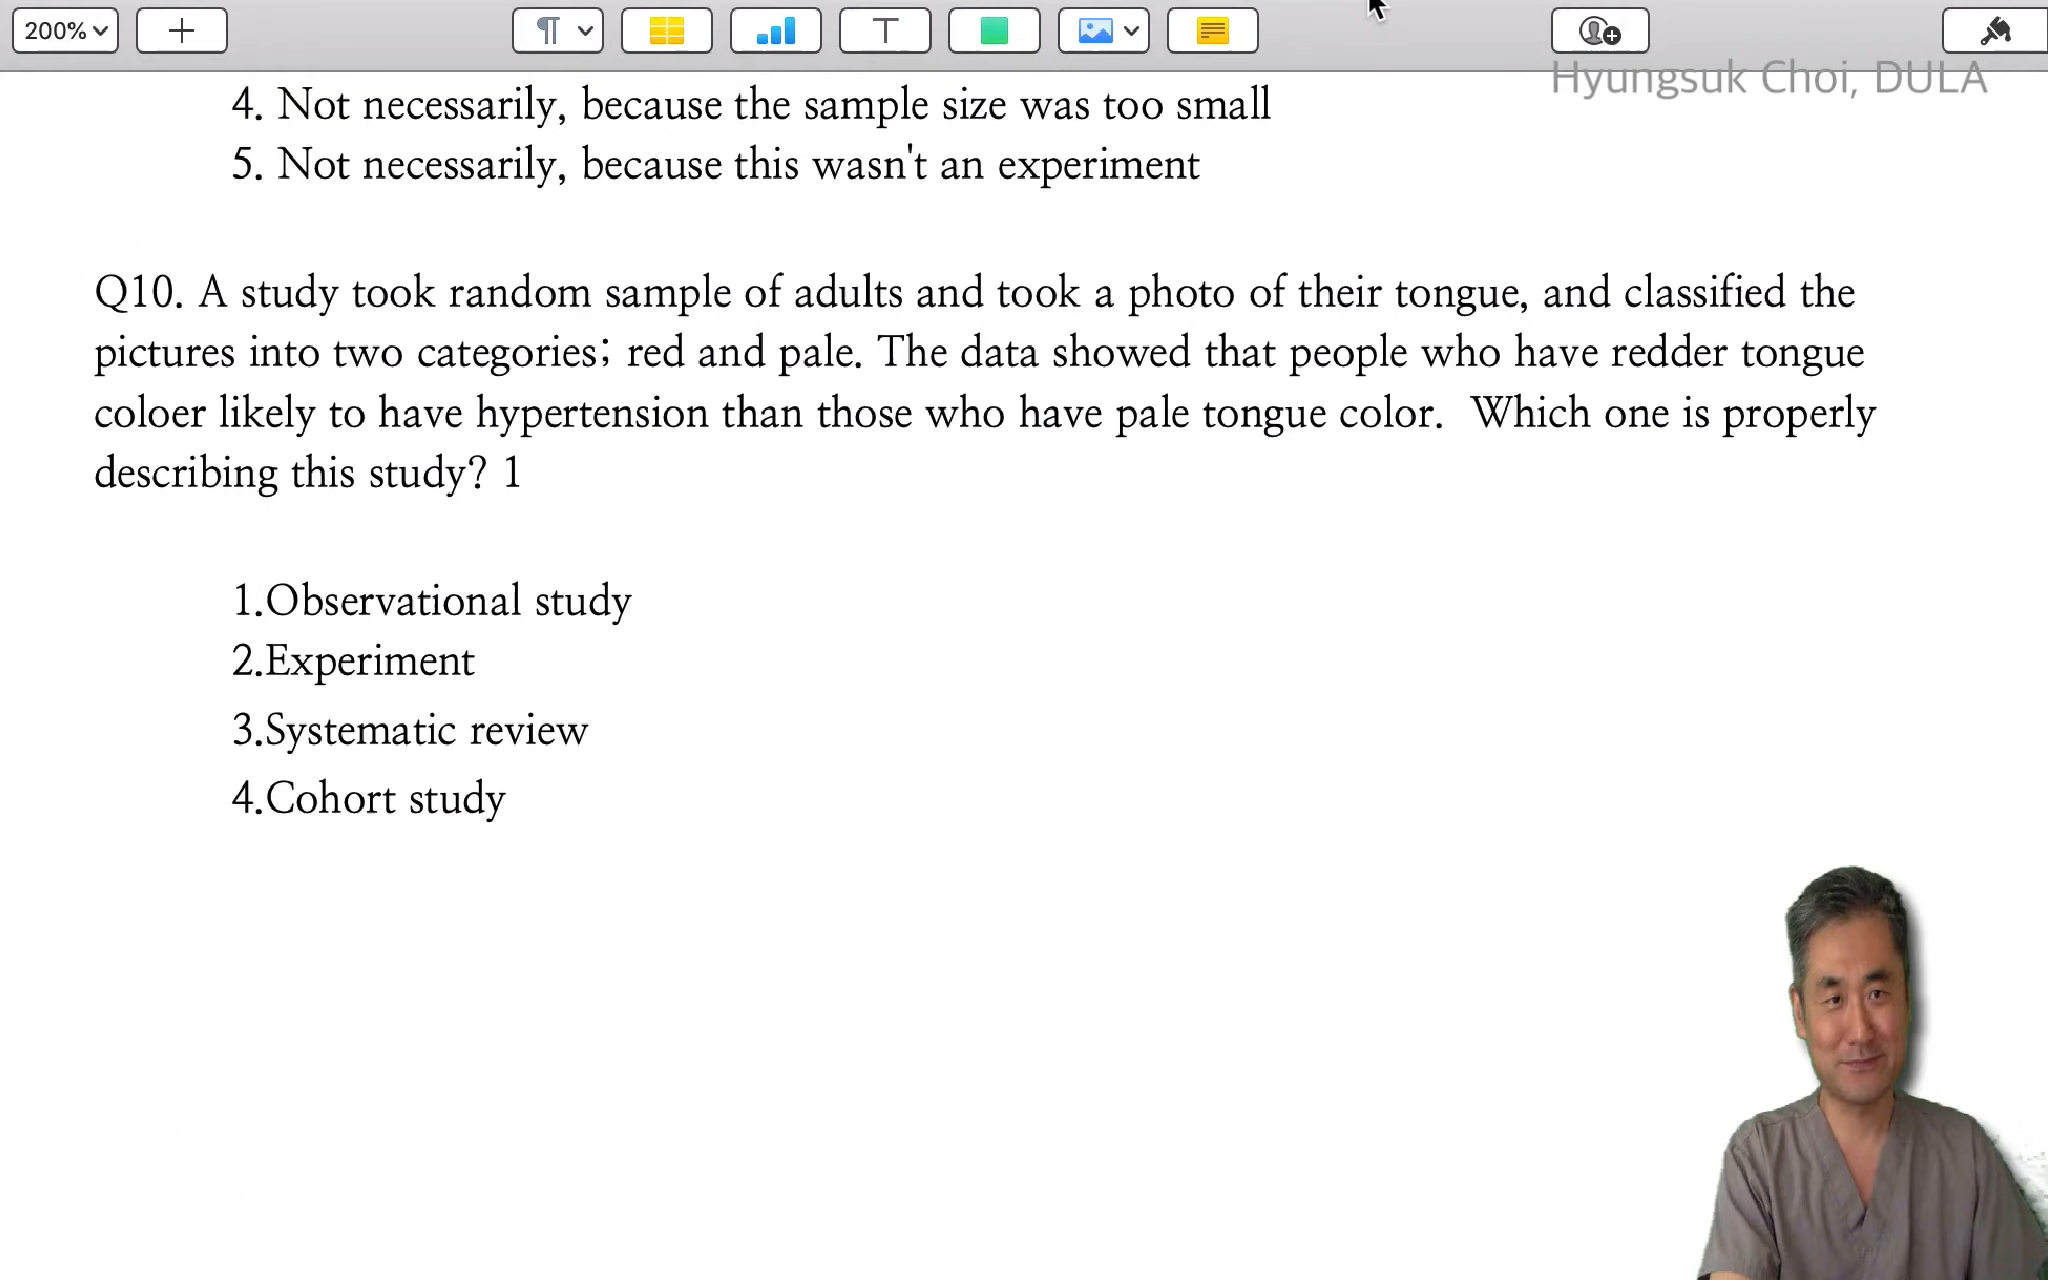 200%
Hyungsuk Choi, DULA
4. Not necessarily, because the sample size was too small
5. Not necessarily, because this wasn't an experiment
Q10. A study took random sample of adults and took a photo of their tongue, and classified the
pictures into two categories; red and pale. The data showed that people who have redder tongue
coloer likely to have hypertension than those who have pale tongue color.  Which one is properly
describing this study? 1
1.Observational study
2.Experiment
3.Systematic review
4.Cohort study